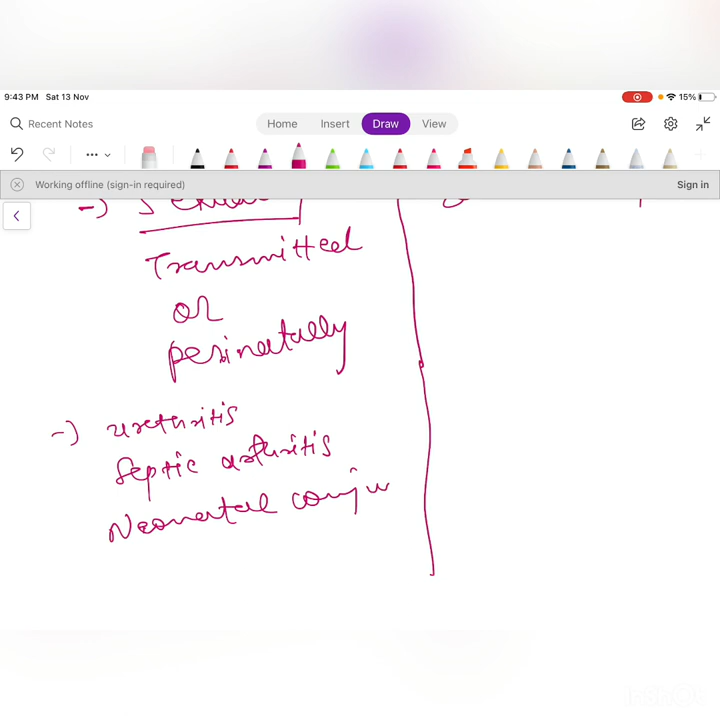 9:43 PM Sat 13 Nov 15%
Recent Notes Home Insert Draw View
Working offline (sign-in required) Sign in
Transmitted
or
perinatally
-) urethritis
Septic arthritis
Neonatal conju